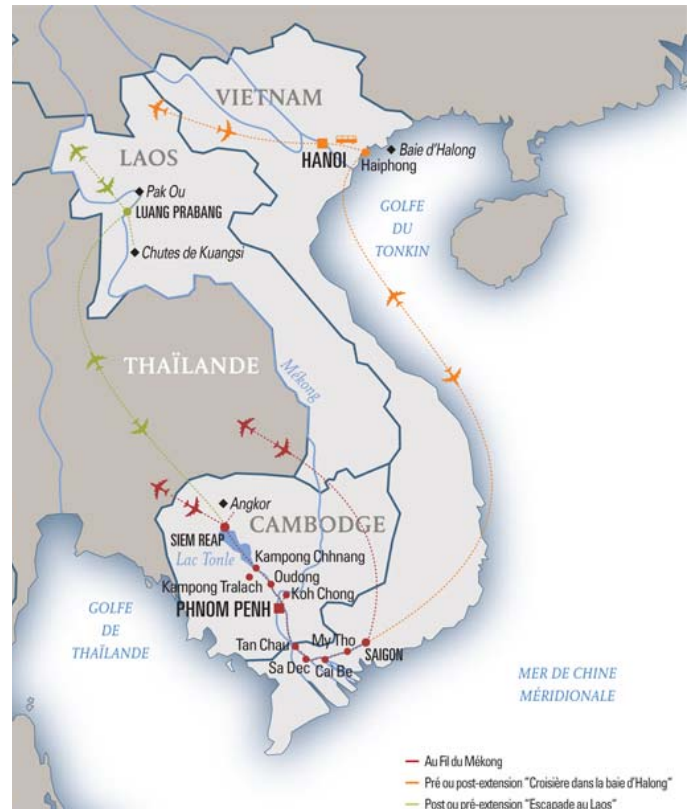 VIETNAM
HANOI
Haiphong
Baie d'Halong
LAOS
Pak Ou
LUANG PRABANG
Chutes de Kuangsi
GOLFE
DU
TONKIN
THAÏLANDE
Mékong
Angkor
CAMBODGE
SIEM REAP
Lac Tonle
Kampong Chhnang
Oudong
Kampong Tralach
Koh Chong
PHNOM PENH
GOLFE
DE
THAÏLANDE
Tan Chau
My Tho
SAIGON
Sa Dec
Cai Be
MER DE CHINE
MÉRIDIONALE
Au Fil du Mékong
Pré ou post-extension "Croisière dans la baie d'Halong"
Post ou pré-extension "Escapade au Laos"